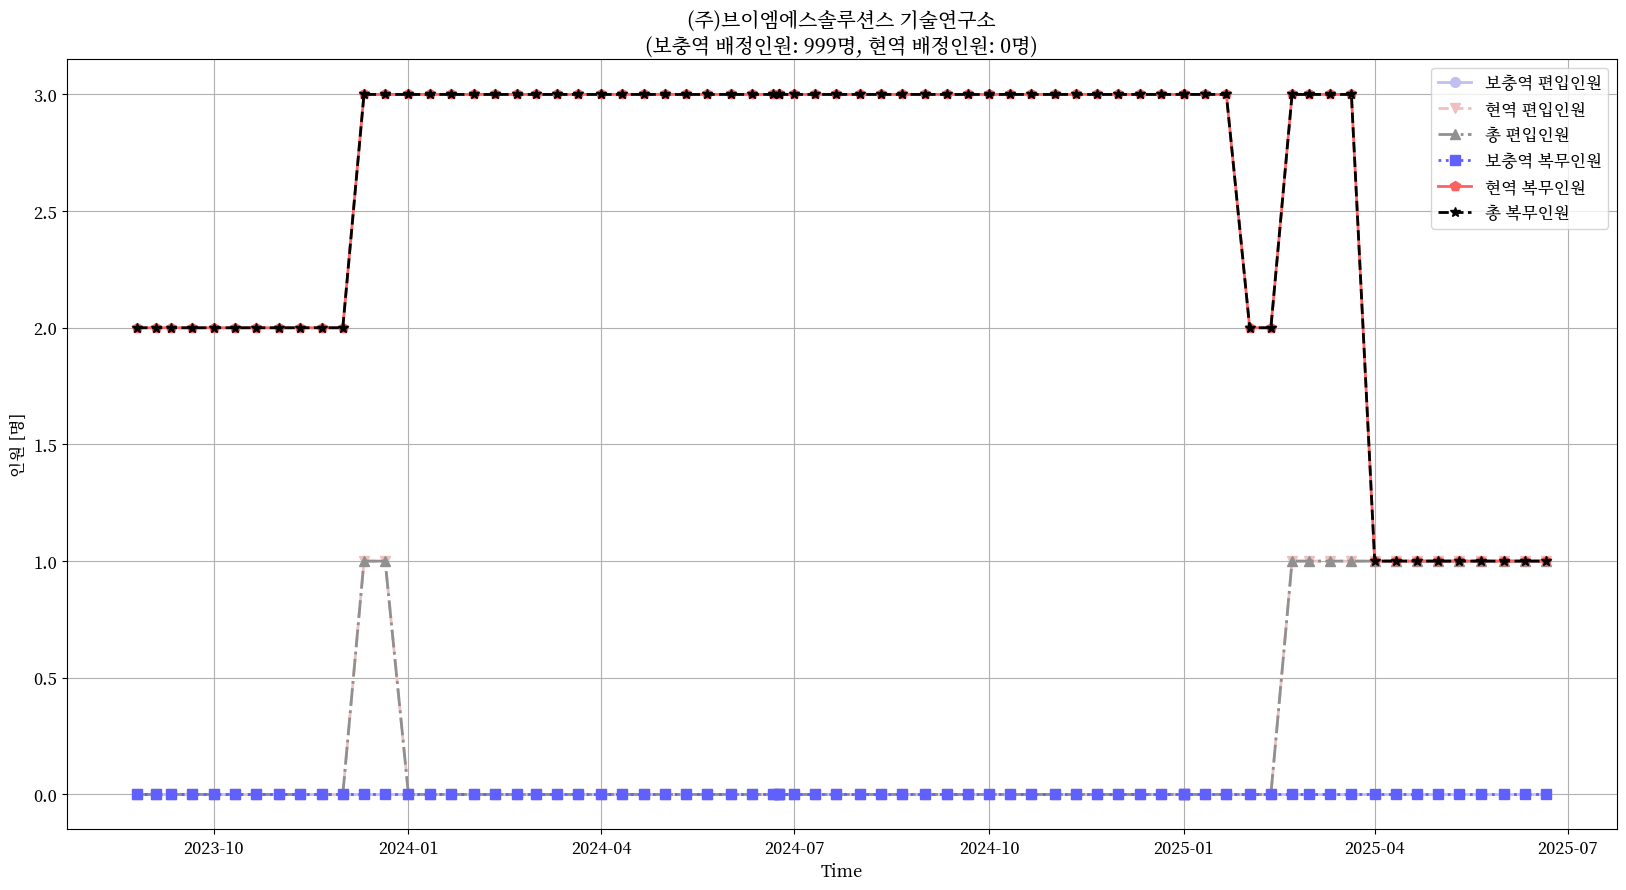 (주)브이엠에스솔루션스 기술연구소
(보충역 배정인원: 999명, 현역 배정인원: 0명)
보충역 편입인원
현역 편입인원
총 편입인원
보충역 복무인원
현역 복무인원
총 복무인원
3.0
2.5
2.0
1.5
1.0
0.5
0.0
인원 [명]
2023-10
2024-01
2024-04
2024-07
2024-10
2025-01
2025-04
2025-07
Time